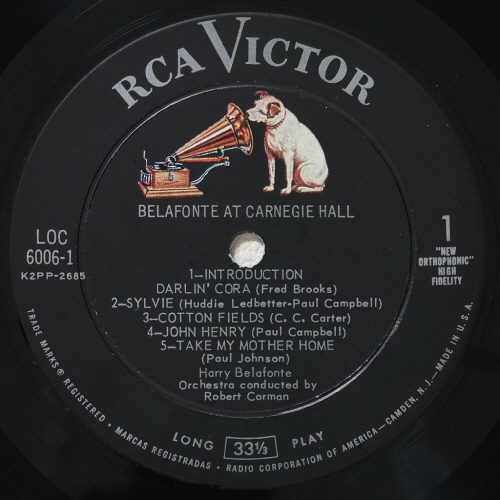 RCA VICTOR
BELAFONTE AT CARNEGIE HALL
LOC
6006-1
K2PP-2685
1
"NEW
ORTHOPHONIC"
HIGH
FIDELITY
1—INTRODUCTION
DARLIN' CORA (Fred Brooks)
2—SYLVIE (Huddie Ledbetter-Paul Campbell)
3—COTTON FIELDS (C. C. Carter)
4—JOHN HENRY (Paul Campbell)
5—TAKE MY MOTHER HOME
(Paul Johnson)
Harry Belafonte
Orchestra conducted by
Robert Corman
LONG 33⅓ PLAY
TRADE MARKS ® REGISTERED • MARCAS REGISTRADAS • RADIO CORPORATION OF AMERICA—CAMDEN, N. J.—MADE IN U.S.A.